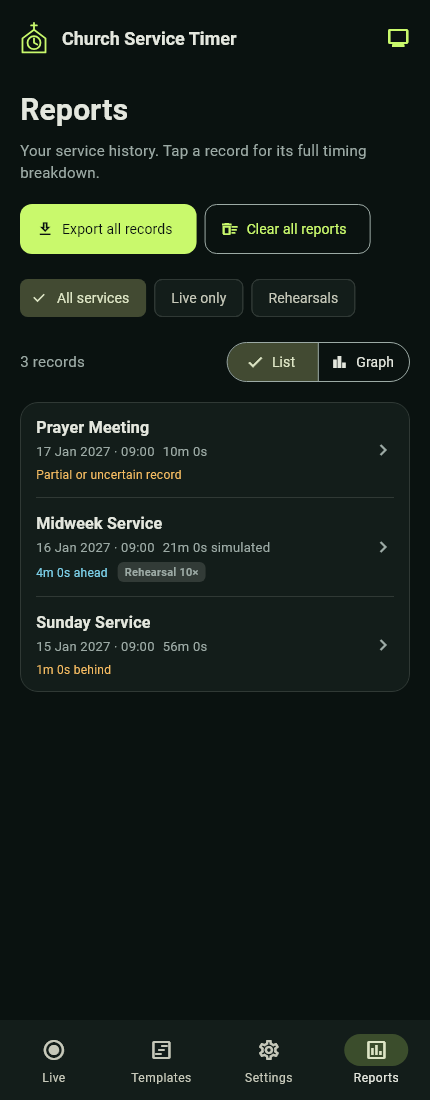 Church Service Timer
Reports
Your service history. Tap a record for its full timing
breakdown.
Export all records
Clear all reports
All services
Live only
Rehearsals
3 records
List
Graph
Prayer Meeting
17 Jan 2027 · 09:00 10m 0s
Partial or uncertain record
Midweek Service
16 Jan 2027 · 09:00 21m 0s simulated
4m 0s ahead Rehearsal 10×
Sunday Service
15 Jan 2027 · 09:00 56m 0s
1m 0s behind
Live
Templates
Settings
Reports